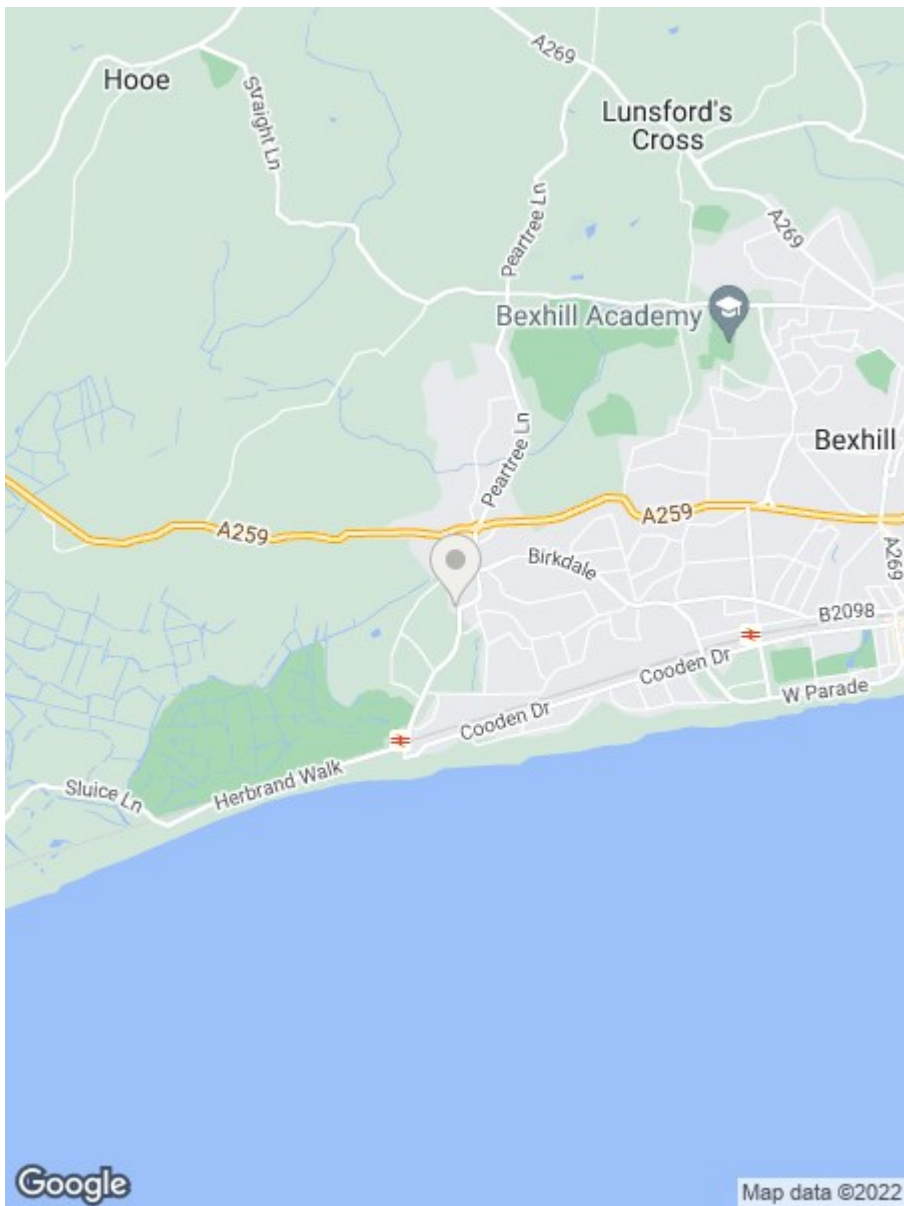 A269
Hooe
Lunsford's
Cross
Straight Ln
Peartree Ln
A269
Bexhill Academy
Peartree Ln
Bexhill
A259
A259
A269
Birkdale
B2098
Cooden Dr
W Parade
Cooden Dr
Herbrand Walk
Sluice Ln
Google
Map data ©2022